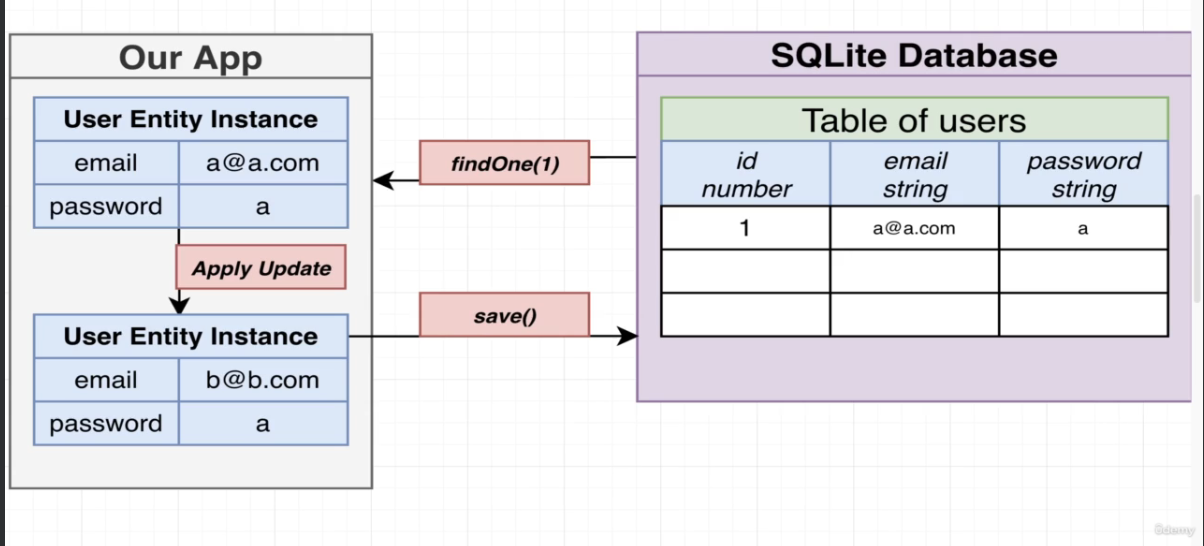 Our App
User Entity Instance
email a@a.com
password a
Apply Update
User Entity Instance
email b@b.com
password a
findOne(1)
save()
SQLite Database
Table of users
id email password
number string string
1 a@a.com a
ûdemy